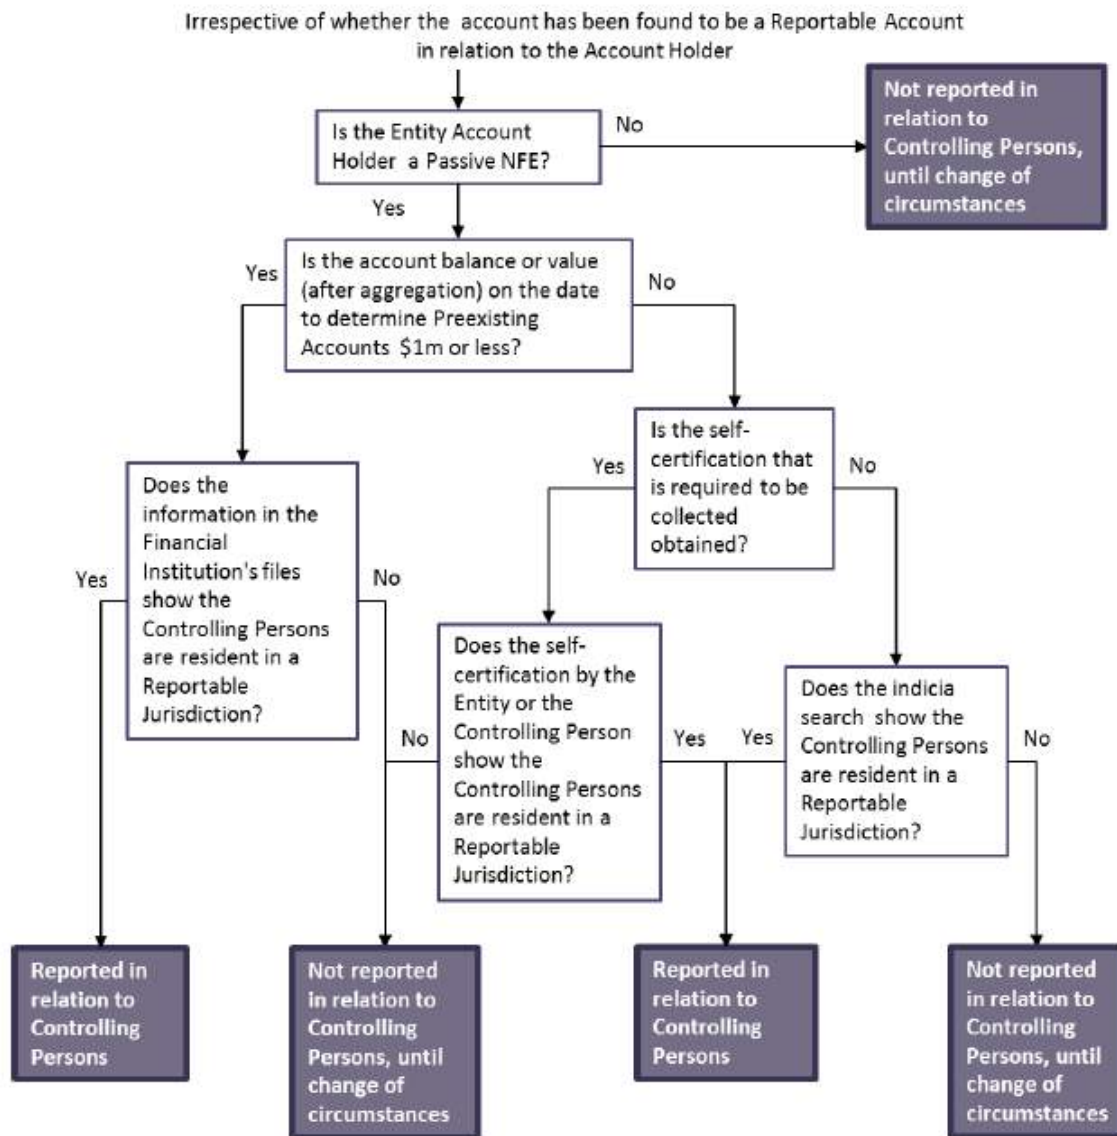 Irrespective of whether the account has been found to be a Reportable Account
in relation to the Account Holder
Is the Entity Account
Holder a Passive NFE?
No
Not reported in
relation to
Controlling Persons,
until change of
circumstances
Yes
Is the account balance or value
(after aggregation) on the date
to determine Preexisting
Accounts $1m or less?
Yes
No
Is the self-
certification that
is required to be
collected
obtained?
Yes
No
Does the
information in the
Financial
Institution's files
show the
Controlling Persons
are resident in a
Reportable
Jurisdiction?
Yes
No
Does the self-
certification by the
Entity or the
Controlling Person
show the
Controlling Persons
are resident in a
Reportable
Jurisdiction?
No
Yes
Does the indicia
search show the
Controlling Persons
are resident in a
Reportable
Jurisdiction?
Yes
No
Reported in
relation to
Controlling
Persons
Not reported
in relation to
Controlling
Persons, until
change of
circumstances
Reported in
relation to
Controlling
Persons
Not reported
in relation to
Controlling
Persons, until
change of
circumstances